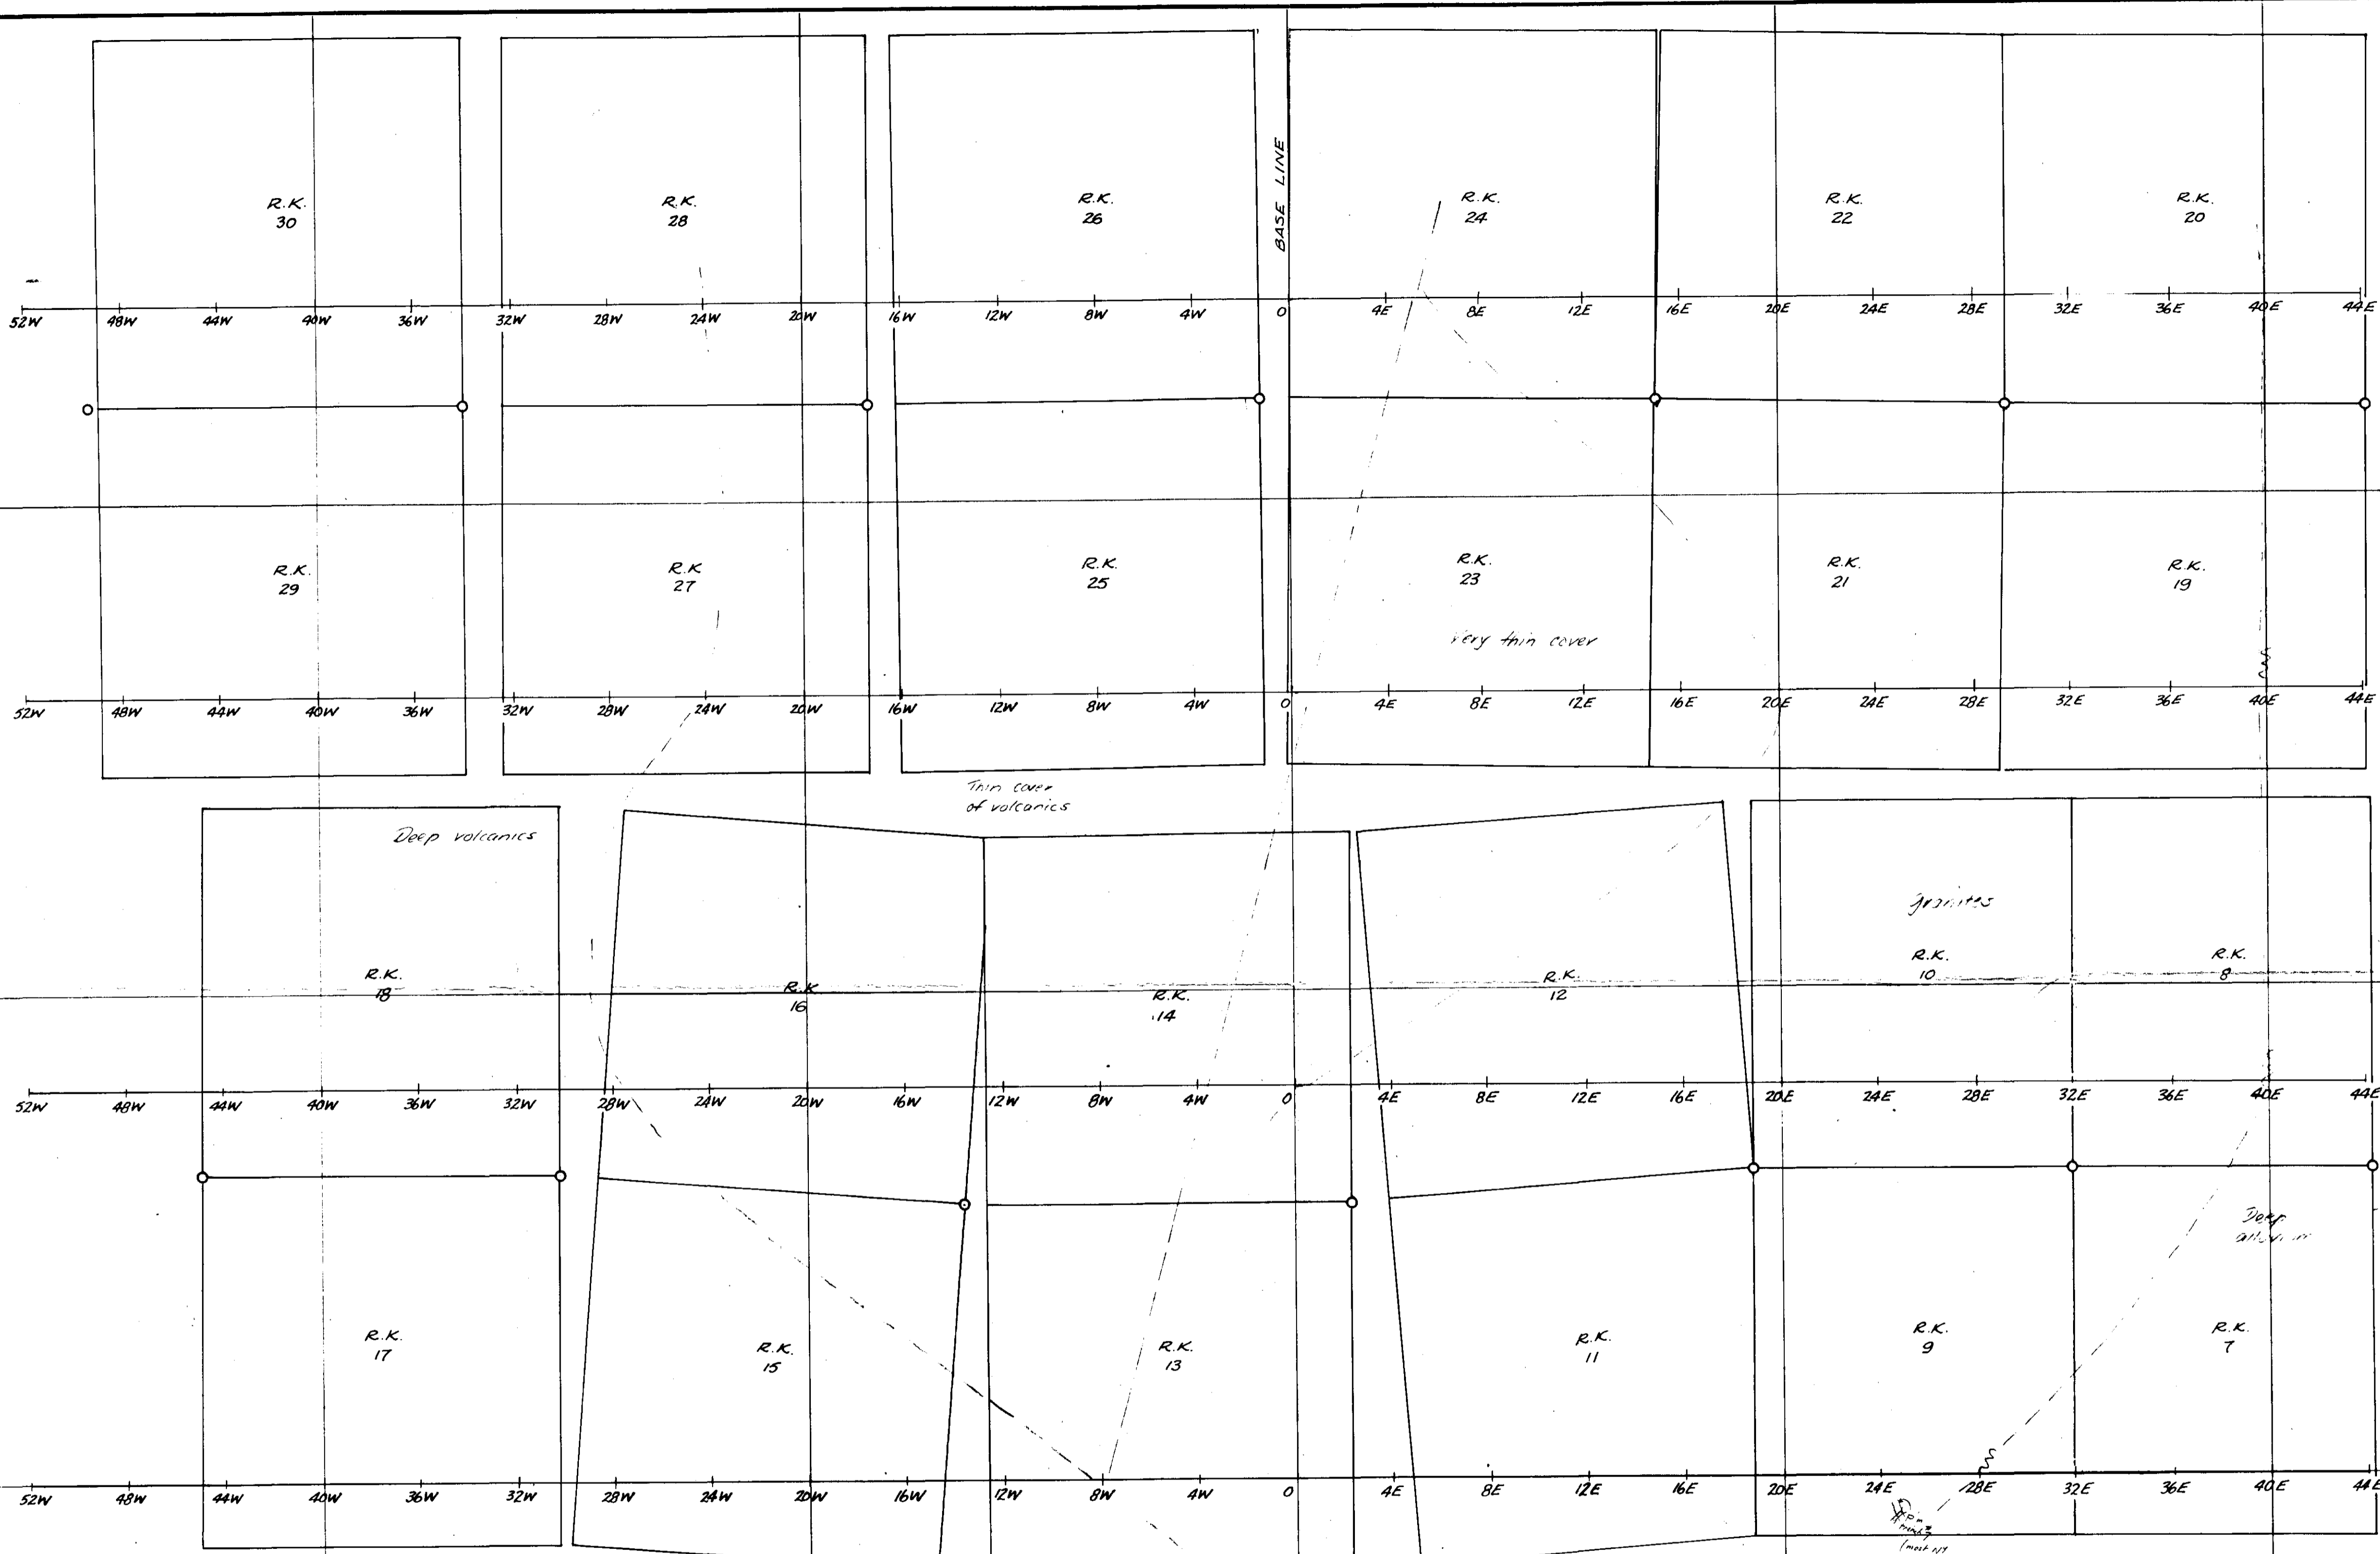 BASE LINE
R.K.
30
R.K.
28
R.K.
26
R.K.
24
R.K.
22
R.K.
20
52W 48W 44W 40W 36W 32W 28W 24W 20W 16W 12W 8W 4W 0 4E 8E 12E 16E 20E 24E 28E 32E 36E 40E 44E
R.K.
29
R.K
27
R.K.
25
R.K.
23
R.K.
21
R.K.
19
Very thin cover
52W 48W 44W 40W 36W 32W 28W 24W 20W 16W 12W 8W 4W 0 4E 8E 12E 16E 20E 24E 28E 32E 36E 40E 44E
Thin cover
of volcanics
Deep volcanics
Granites
R.K.
18
R.K
16
R.K.
14
R.K.
12
R.K.
10
R.K.
8
52W 48W 44W 40W 36W 32W 28W 24W 20W 16W 12W 8W 4W 0 4E 8E 12E 16E 20E 24E 28E 32E 36E 40E 44E
Deep
alluvium
R.K.
17
R.K.
15
R.K.
13
R.K.
11
R.K.
9
R.K.
7
52W 48W 44W 40W 36W 32W 28W 24W 20W 16W 12W 8W 4W 0 4E 8E 12E 16E 20E 24E 28E 32E 36E 40E 44E